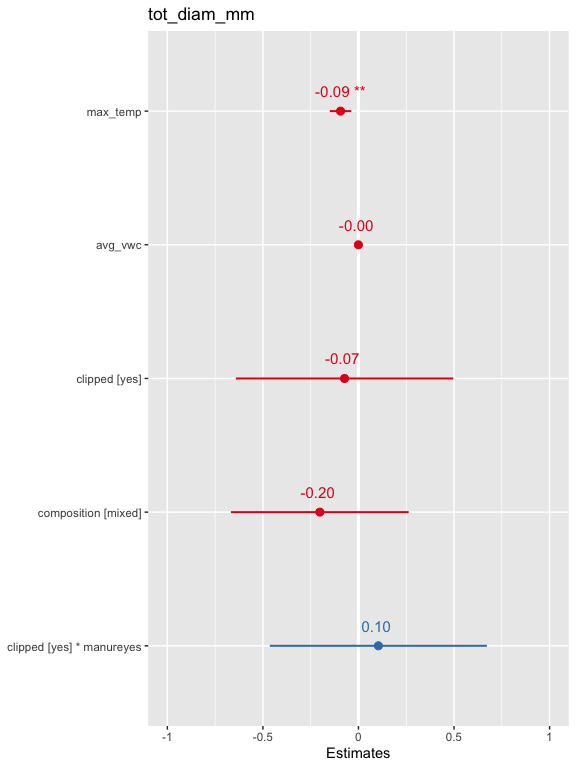 tot_diam_mm
-0.09 **
max_temp
-0.00
avg_vwc
-0.07
clipped [yes]
-0.20
composition [mixed]
0.10
clipped [yes] * manureyes
-1 -0.5 0 0.5 1
Estimates